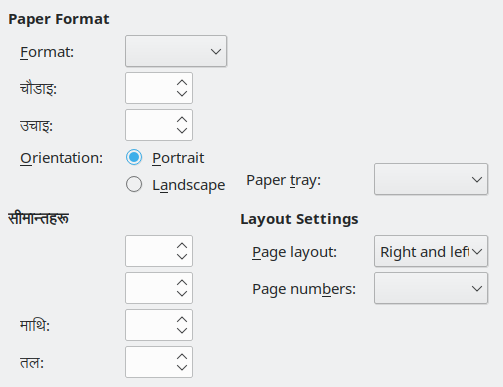 Paper Format
Format:
चौडाइ:
उचाइ:
Orientation:
Portrait
Landscape
Paper tray:
सीमान्तहरू
माथि:
तल:
Layout Settings
Page layout:
Right and left
Page numbers: